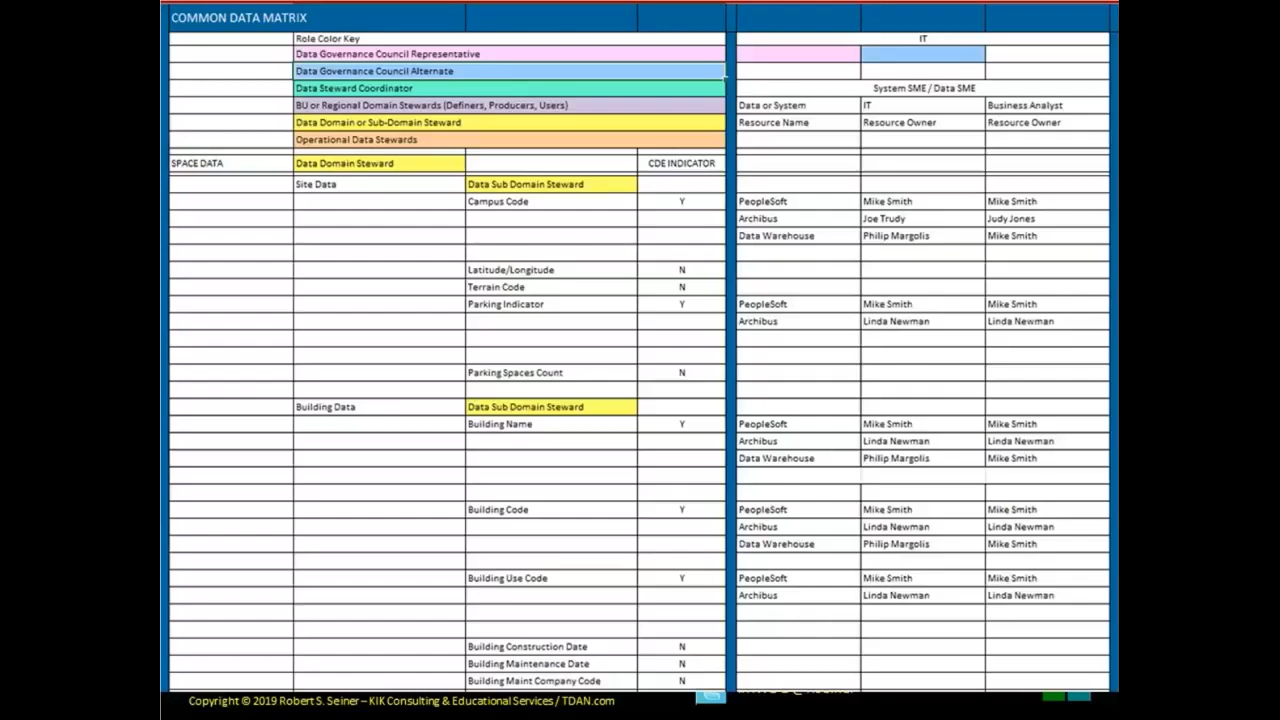 COMMON DATA MATRIX
Role Color Key IT
Data Governance Council Representative
Data Governance Council Alternate
Data Steward Coordinator System SME / Data SME
BU or Regional Domain Stewards (Definers, Producers, Users) Data or System IT Business Analyst
Data Domain or Sub-Domain Steward Resource Name Resource Owner Resource Owner
Operational Data Stewards
SPACE DATA Data Domain Steward CDE INDICATOR
Site Data Data Sub Domain Steward
Campus Code Y PeopleSoft Mike Smith Mike Smith
Archibus Joe Trudy Judy Jones
Data Warehouse Philip Margolis Mike Smith
Latitude/Longitude N
Terrain Code N
Parking Indicator Y PeopleSoft Mike Smith Mike Smith
Archibus Linda Newman Linda Newman
Parking Spaces Count N
Building Data Data Sub Domain Steward
Building Name Y PeopleSoft Mike Smith Mike Smith
Archibus Linda Newman Linda Newman
Data Warehouse Philip Margolis Mike Smith
Building Code Y PeopleSoft Mike Smith Mike Smith
Archibus Linda Newman Linda Newman
Data Warehouse Philip Margolis Mike Smith
Building Use Code Y PeopleSoft Mike Smith Mike Smith
Archibus Linda Newman Linda Newman
Building Construction Date N
Building Maintenance Date N
Building Maint Company Code N
Copyright © 2019 Robert S. Seiner – KIK Consulting & Educational Services / TDAN.com